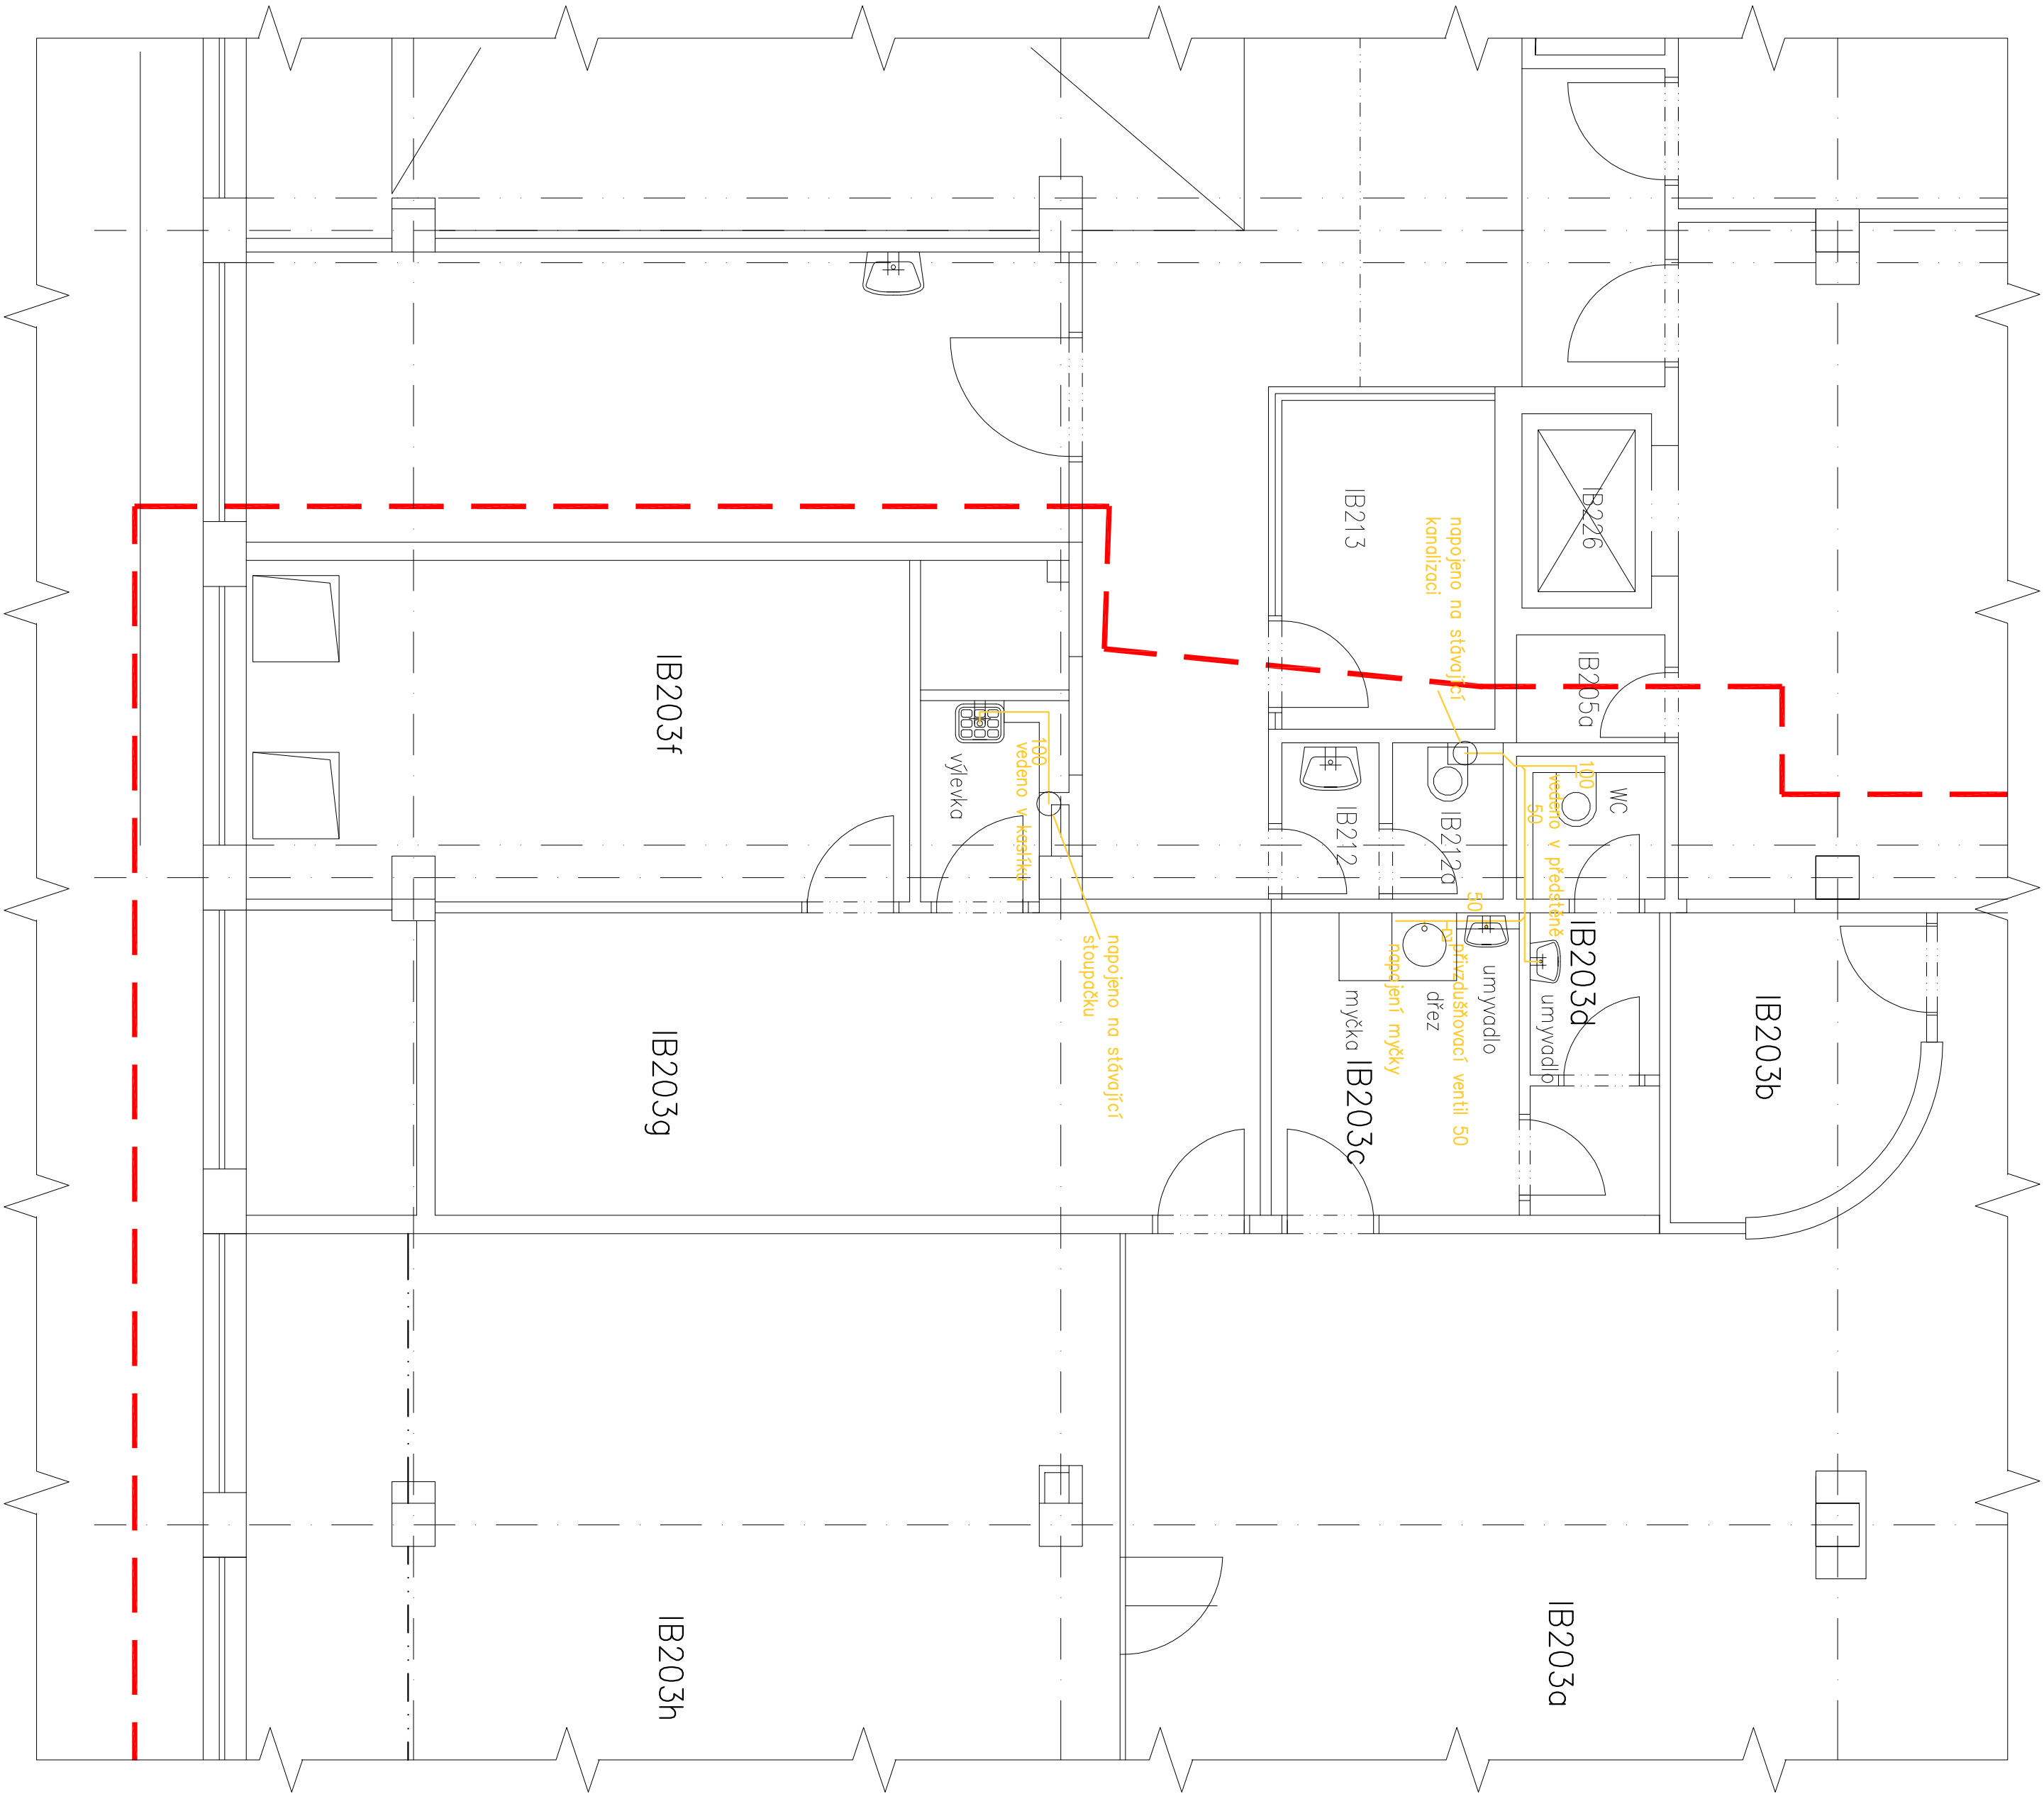 IB203b
WC
IB226
IB205a
100
IB203d
vedeno v předstěně
50
umyvadlo
IB203a
umyvadlo
50
napojeno na stávající
kanalizaci
přivzdušňovací ventil 50
IB212a
dřez
napojení myčky
IB213
IB212
myčka
IB203c
napojeno na stávající
stoupačku
100
vedeno v kastlíku
výlevka
IB203f
IB203g
IB203h